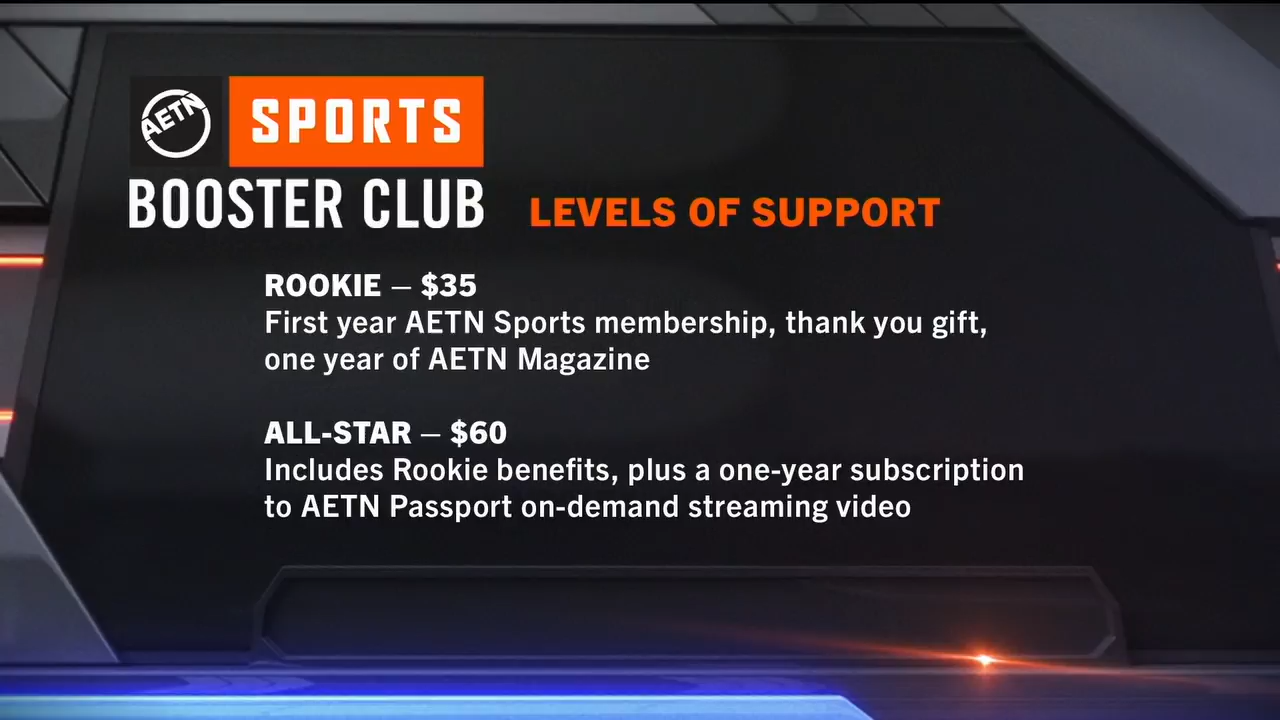 AETN
SPORTS
BOOSTER CLUB
LEVELS OF SUPPORT
ROOKIE – $35
First year AETN Sports membership, thank you gift,
one year of AETN Magazine
ALL-STAR – $60
Includes Rookie benefits, plus a one-year subscription
to AETN Passport on-demand streaming video